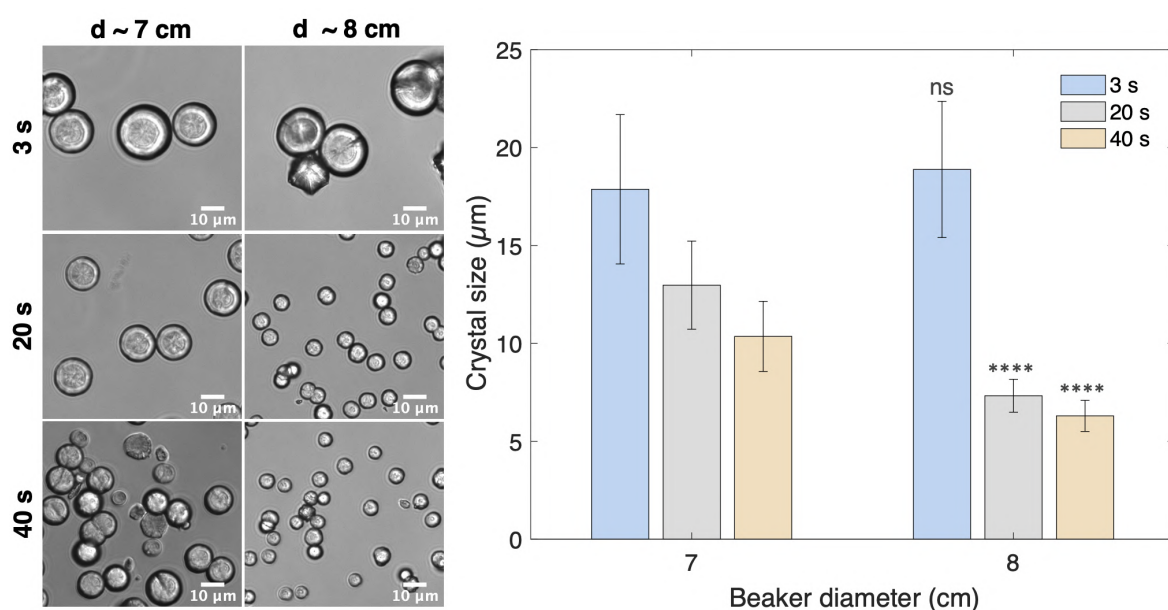 d ~ 7 cm
d ~ 8 cm
3 s
10 µm
10 µm
20 s
10 µm
10 µm
40 s
10 µm
10 µm
25
20
15
10
5
0
Crystal size (µm)
ns
****
****
3 s
20 s
40 s
7
8
Beaker diameter (cm)